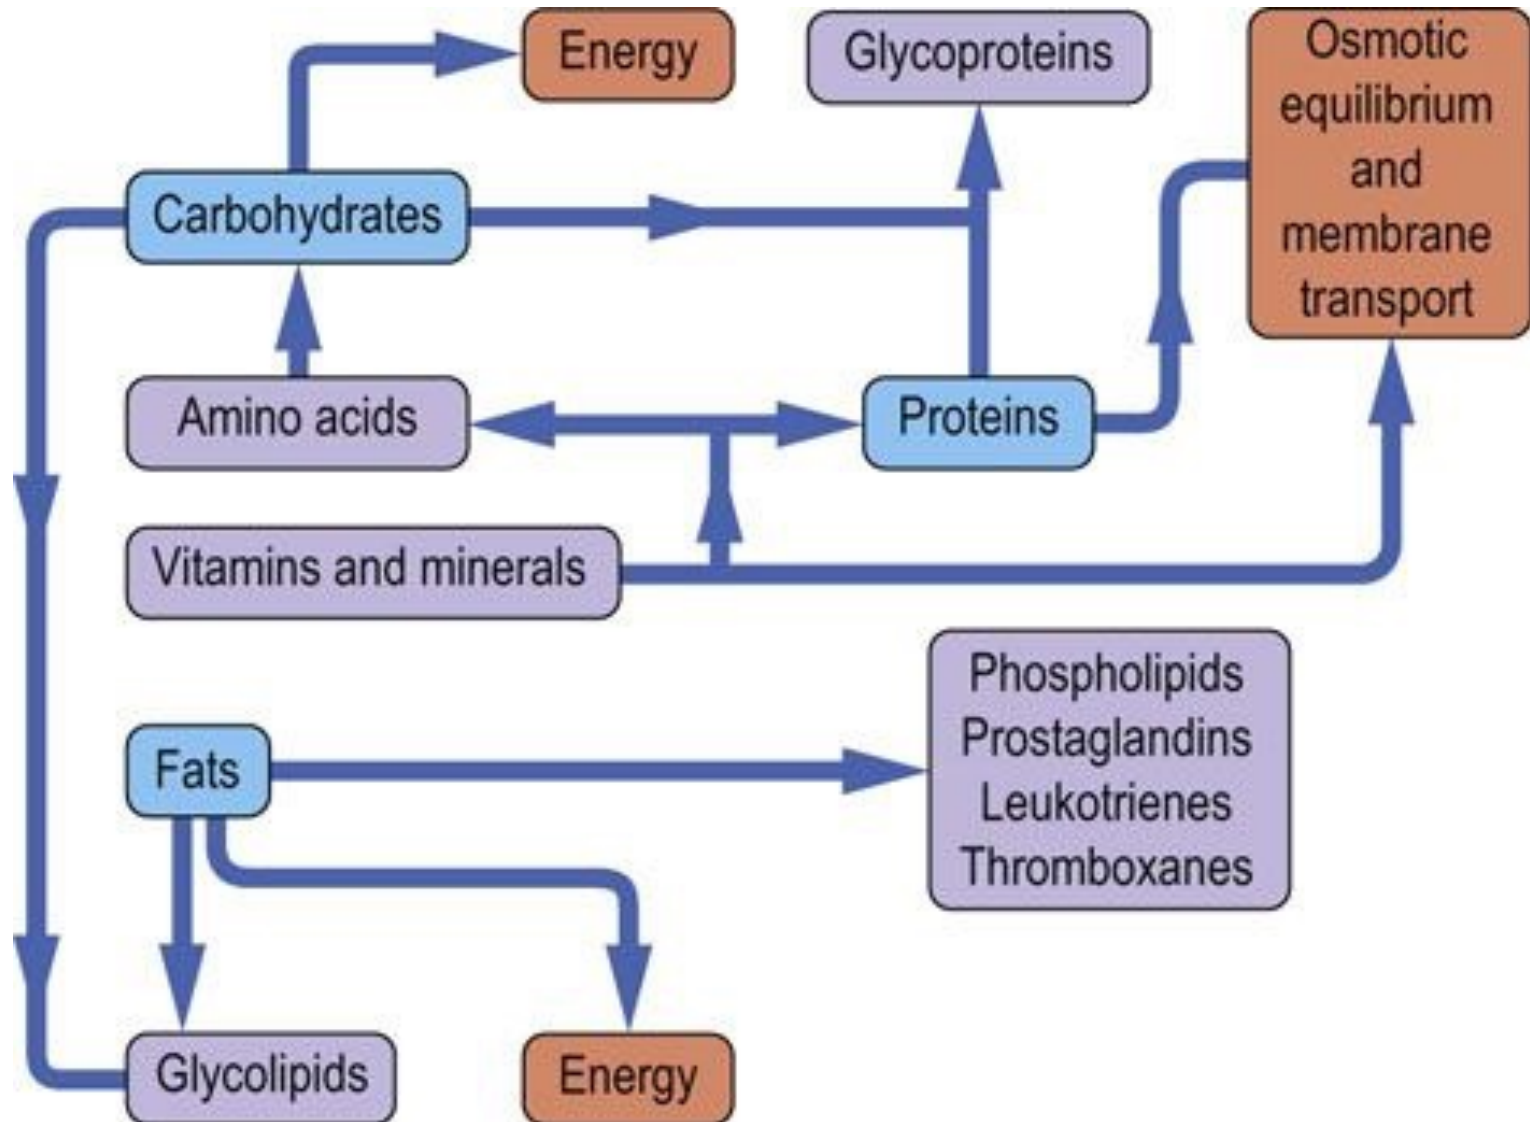 Energy
Glycoproteins
Osmotic
equilibrium
and
membrane
transport
Carbohydrates
Amino acids
Proteins
Vitamins and minerals
Phospholipids
Prostaglandins
Leukotrienes
Thromboxanes
Fats
Glycolipids
Energy